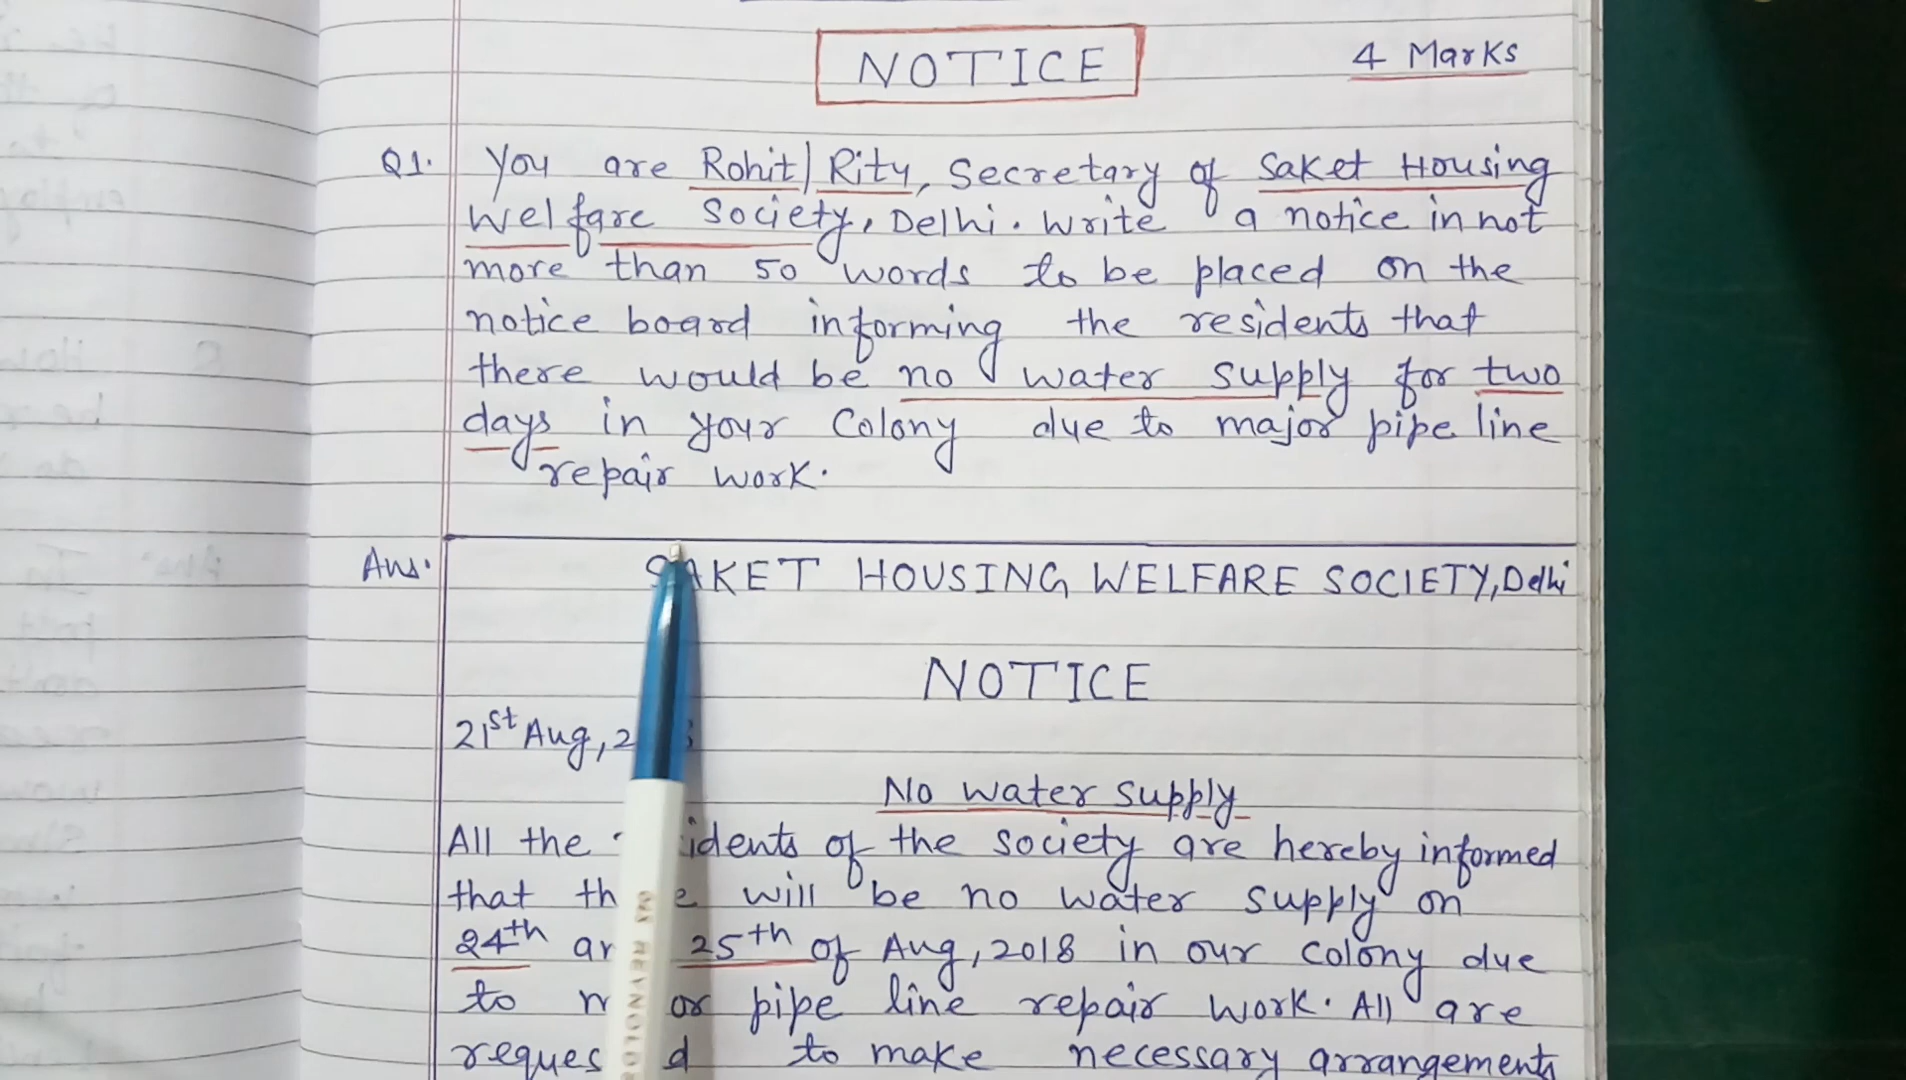 NOTICE
4 Marks
Q1. You are Rohit/Rity, Secretary of Saket Housing
Welfare Society, Delhi. Write a notice in not
more than 50 words to be placed on the
notice board informing the residents that
there would be no water supply for two
days in your Colony due to major pipe line
repair work.
Ans. SAKET HOUSING WELFARE SOCIETY, Delhi
NOTICE
21st Aug, 2
No water supply
All the idents of the society are hereby informed
that th e will be no water supply on
24th ar 25th of Aug, 2018 in our colony due
to m or pipe line repair work. All are
reques d to make necessary arrangements
REYNOLDS